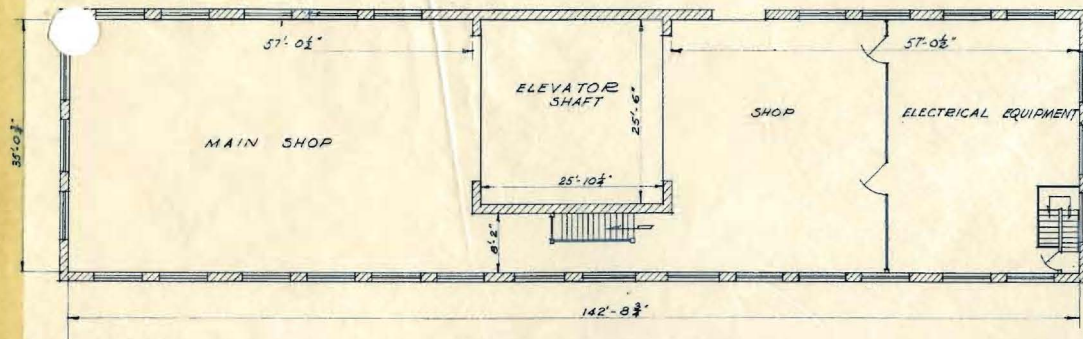 57'-0½"
57'-0½"
ELEVATOR
SHAFT
25'-6"
SHOP
ELECTRICAL EQUIPMENT
MAIN SHOP
35'-0¾"
25'-10¼"
8'-2"
142'-8¾"